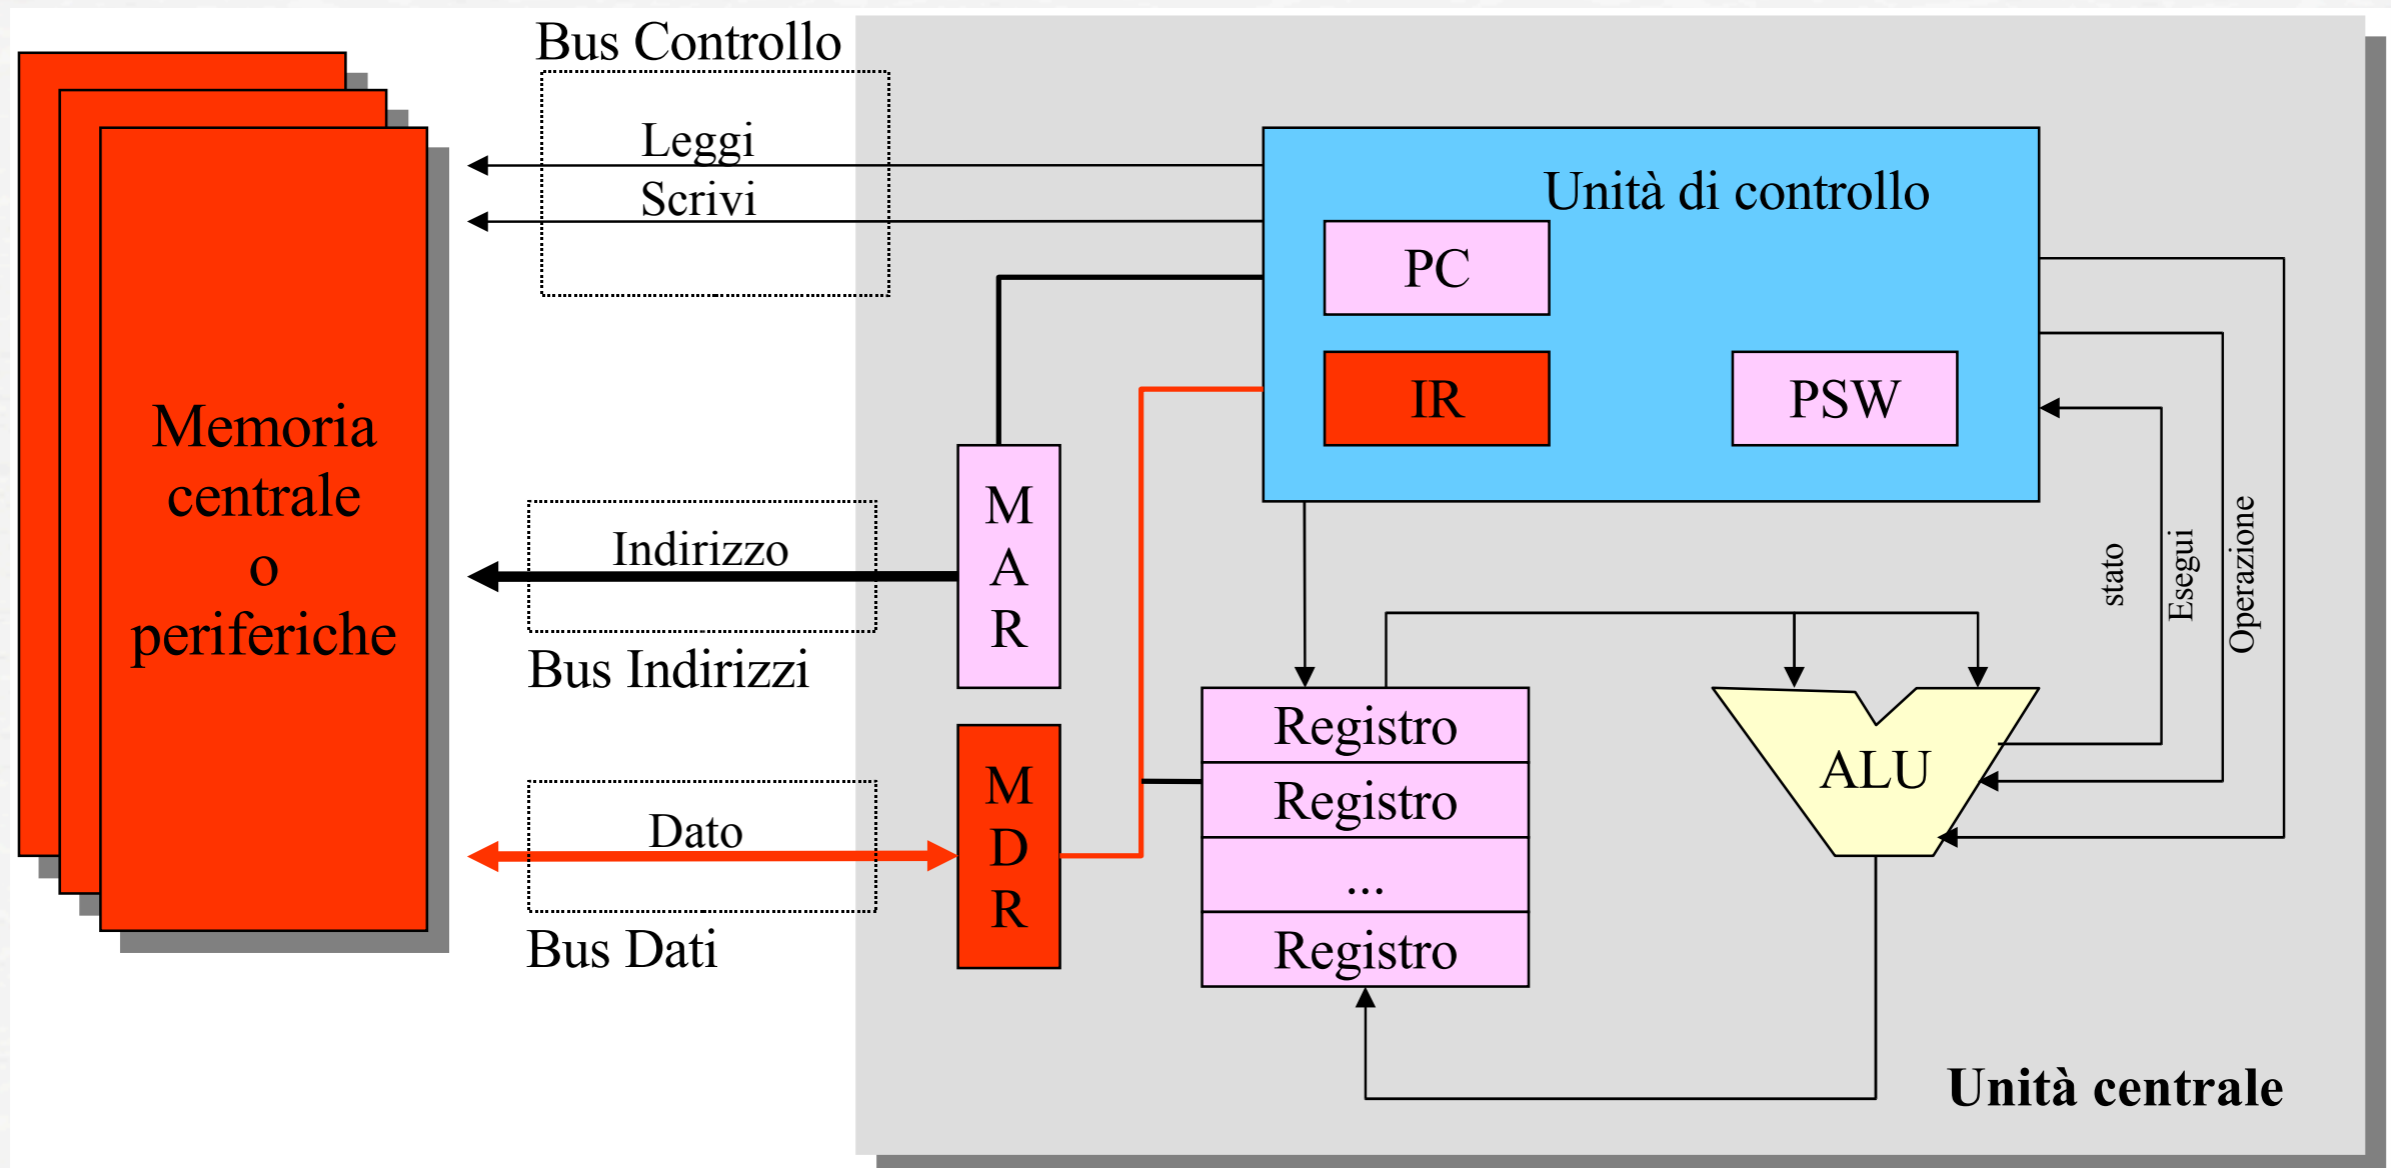 Bus Controllo
Leggi
Scrivi
Unità di controllo
PC
IR
PSW
Memoria
centrale
o
periferiche
Indirizzo
Bus Indirizzi
M
A
R
stato
Esegui
Operazione
Dato
Bus Dati
M
D
R
Registro
Registro
...
Registro
ALU
Unità centrale